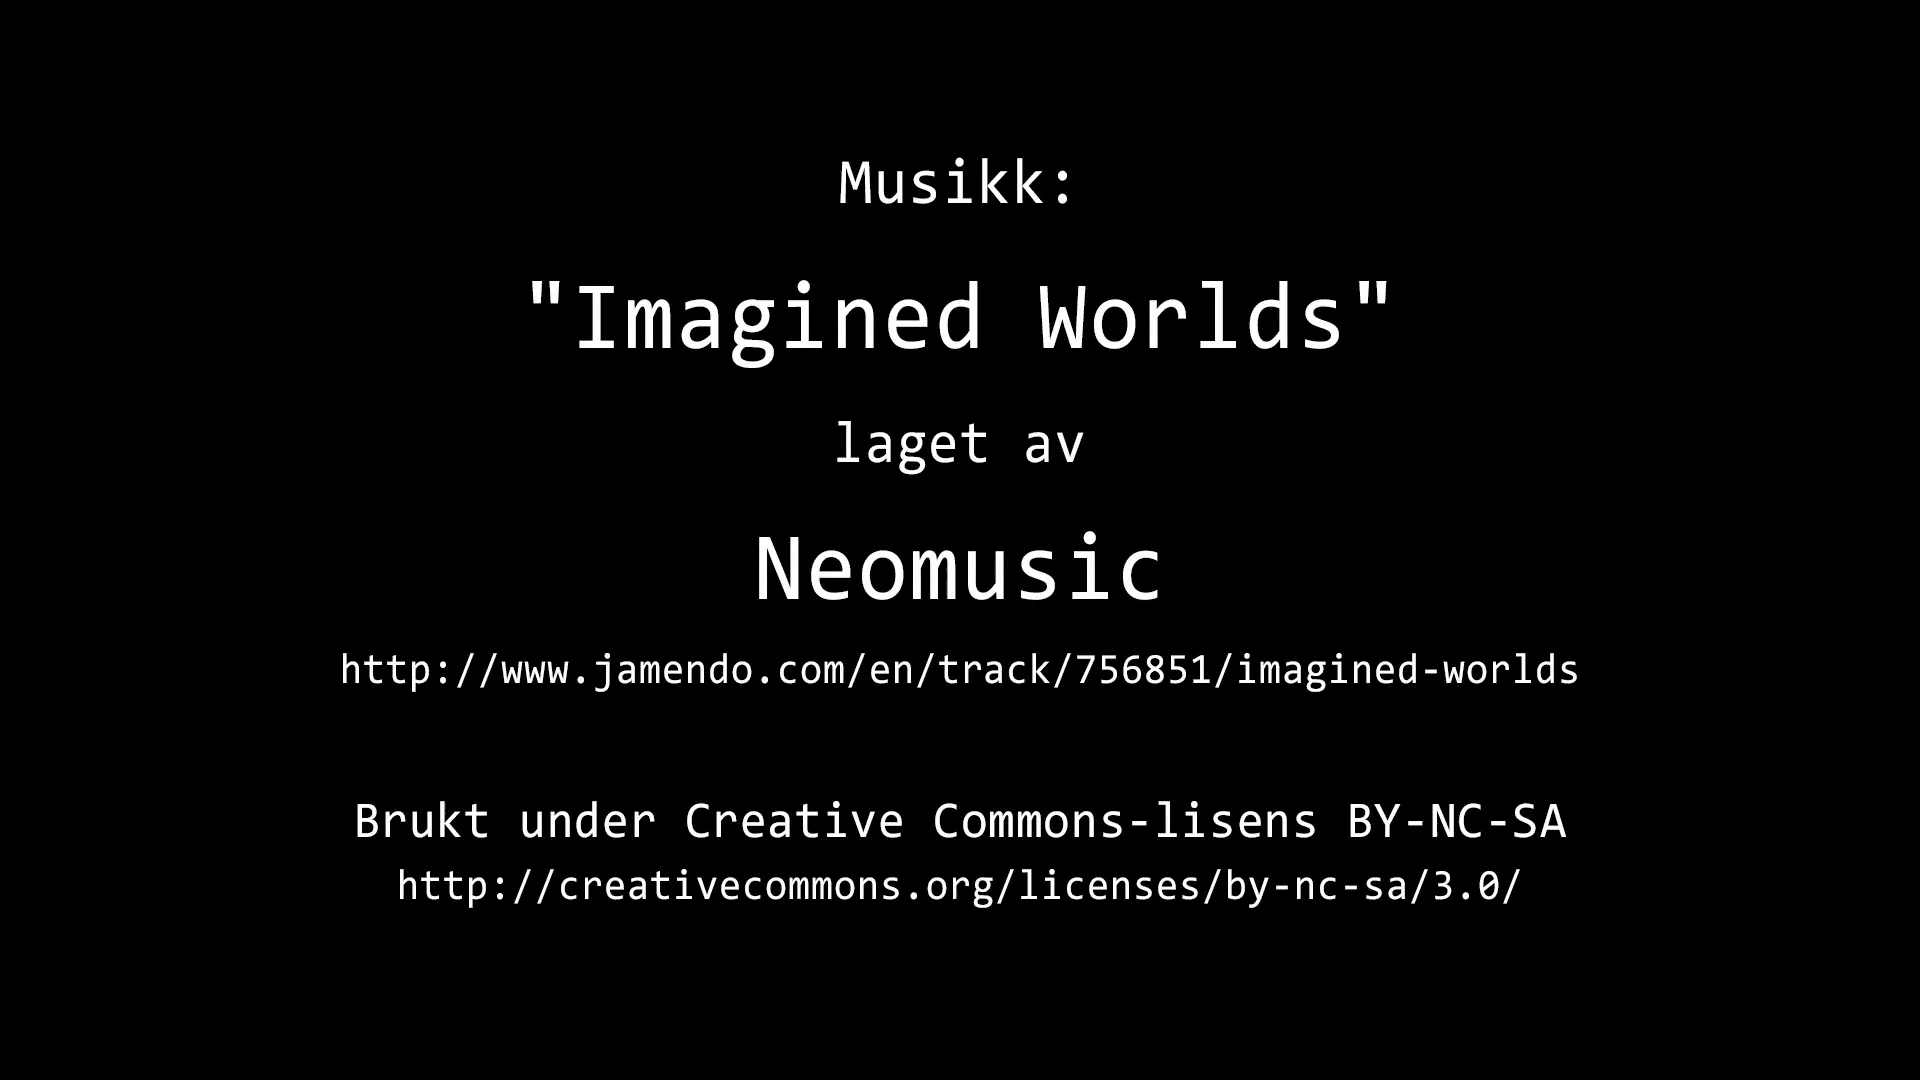 Musikk:
"Imagined Worlds"
laget av
Neomusic
http://www.jamendo.com/en/track/756851/imagined-worlds
Brukt under Creative Commons-lisens BY-NC-SA
http://creativecommons.org/licenses/by-nc-sa/3.0/